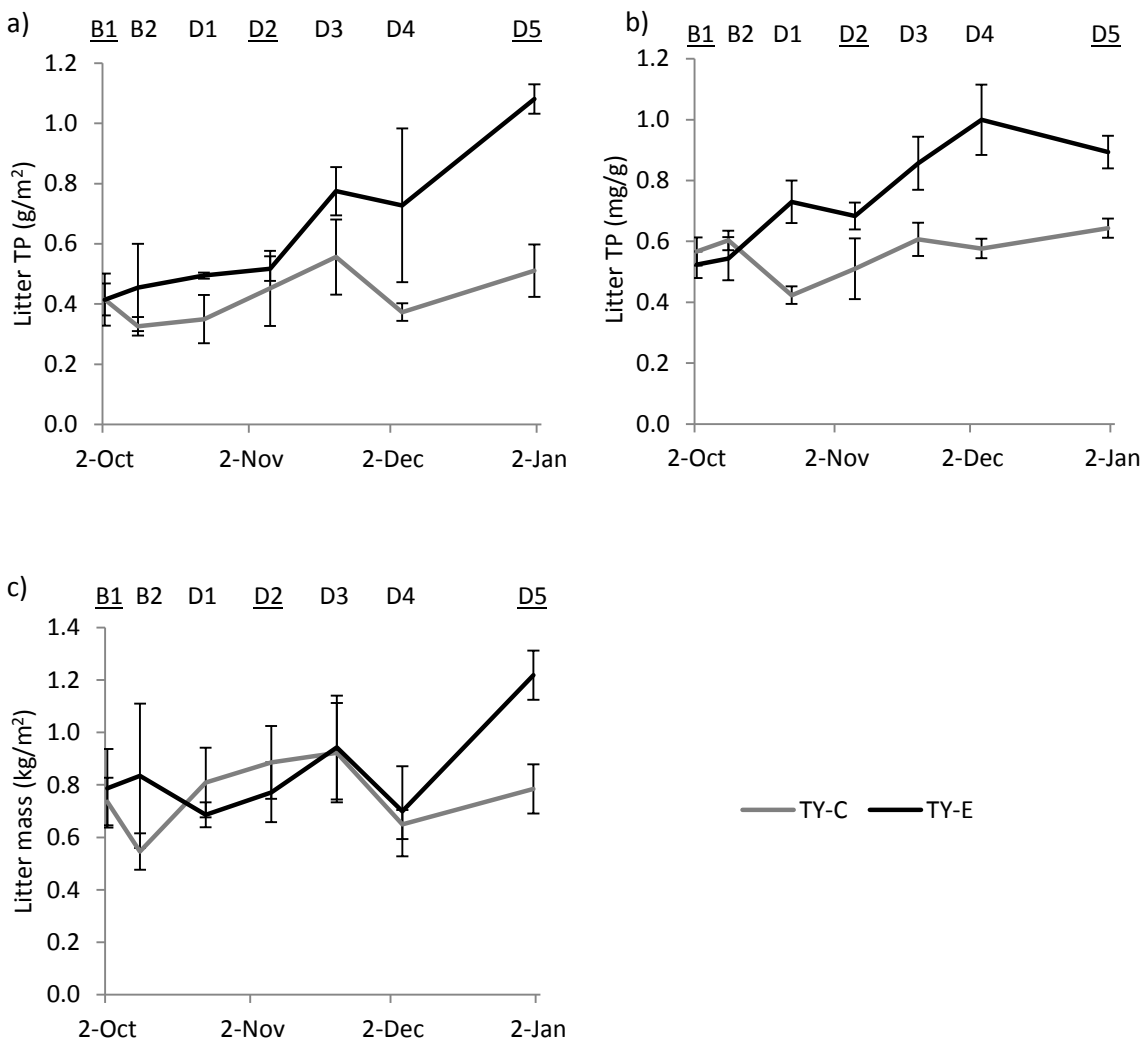 a)
B1 B2 D1 D2 D3 D4 D5
Litter TP (g/m²)
1.2
1.0
0.8
0.6
0.4
0.2
0.0
2-Oct 2-Nov 2-Dec 2-Jan
b)
B1 B2 D1 D2 D3 D4 D5
Litter TP (mg/g)
1.2
1.0
0.8
0.6
0.4
0.2
0.0
2-Oct 2-Nov 2-Dec 2-Jan
c)
B1 B2 D1 D2 D3 D4 D5
Litter mass (kg/m²)
1.4
1.2
1.0
0.8
0.6
0.4
0.2
0.0
2-Oct 2-Nov 2-Dec 2-Jan
TY-C TY-E